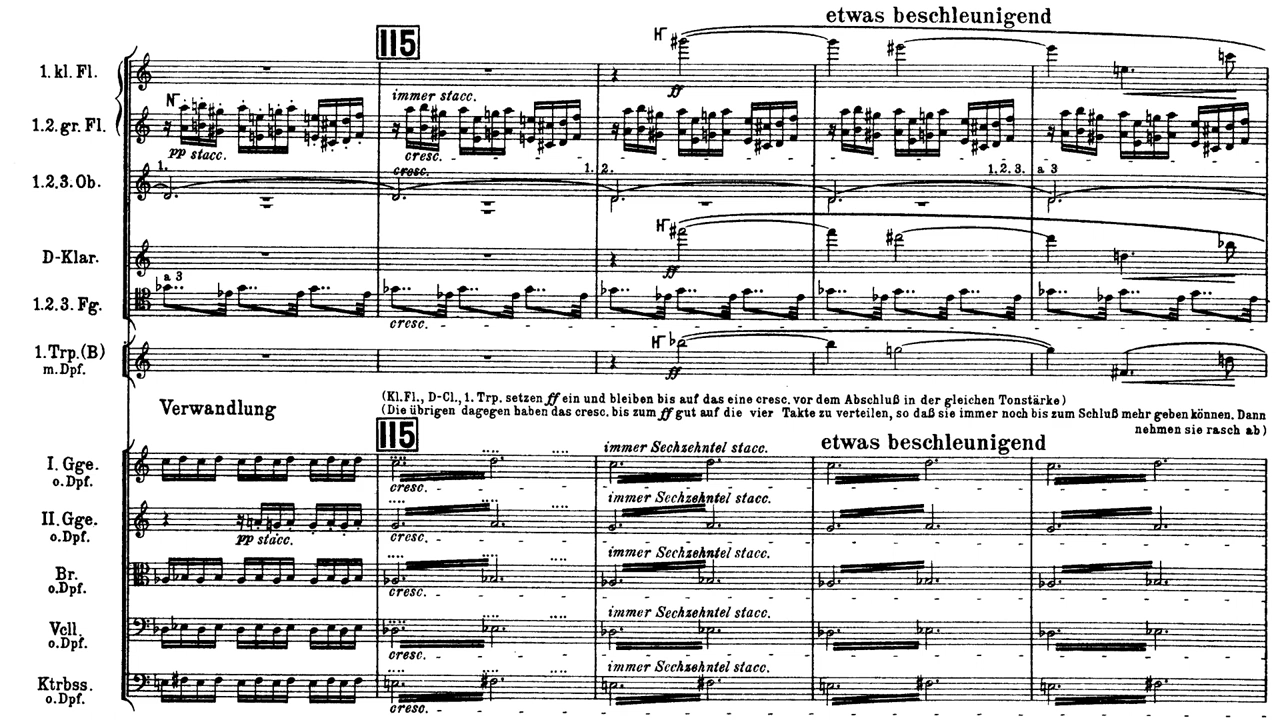 etwas beschleunigend
115
1. kl. Fl.
ff
immer stacc.
1.2. gr. Fl.
pp stacc.
cresc.
cresc.
1.
1. 2.
1. 2. 3.
a 3
1.2.3. Ob.
D-Klar.
ff
a 3
1.2.3. Fg.
cresc.
1. Trp. (B)
m. Dpf.
ff
Verwandlung
(Kl.Fl., D-Cl., 1. Trp. setzen ff ein und bleiben bis auf das eine cresc. vor dem Abschluß in der gleichen Tonstärke)
(Die übrigen dagegen haben das cresc. bis zum ff gut auf die vier Takte zu verteilen, so daß sie immer noch bis zum Schluß mehr geben können. Dann
nehmen sie rasch ab)
115
etwas beschleunigend
immer Sechzehntel stacc.
I. Gge.
o. Dpf.
cresc.
immer Sechzehntel stacc.
II. Gge.
o. Dpf.
pp stacc.
cresc.
immer Sechzehntel stacc.
Br.
o. Dpf.
cresc.
immer Sechzehntel stacc.
Vcll.
o. Dpf.
cresc.
immer Sechzehntel stacc.
Ktrbss.
o. Dpf.
cresc.